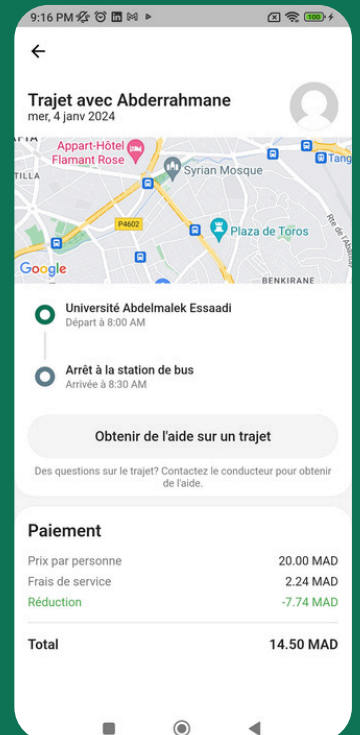 9:16 PM
100
Trajet avec Abderrahmane
mer, 4 janv 2024
Appart-Hôtel
Flamant Rose
TILLA
Syrian Mosque
Tang
P4602
Plaza de Toros
Google
BENKIRANE
Université Abdelmalek Essaadi
Départ à 8:00 AM
Arrêt à la station de bus
Arrivée à 8:30 AM
Obtenir de l'aide sur un trajet
Des questions sur le trajet? Contactez le conducteur pour obtenir
de l'aide.
Paiement
Prix par personne 20.00 MAD
Frais de service 2.24 MAD
Réduction -7.74 MAD
Total 14.50 MAD